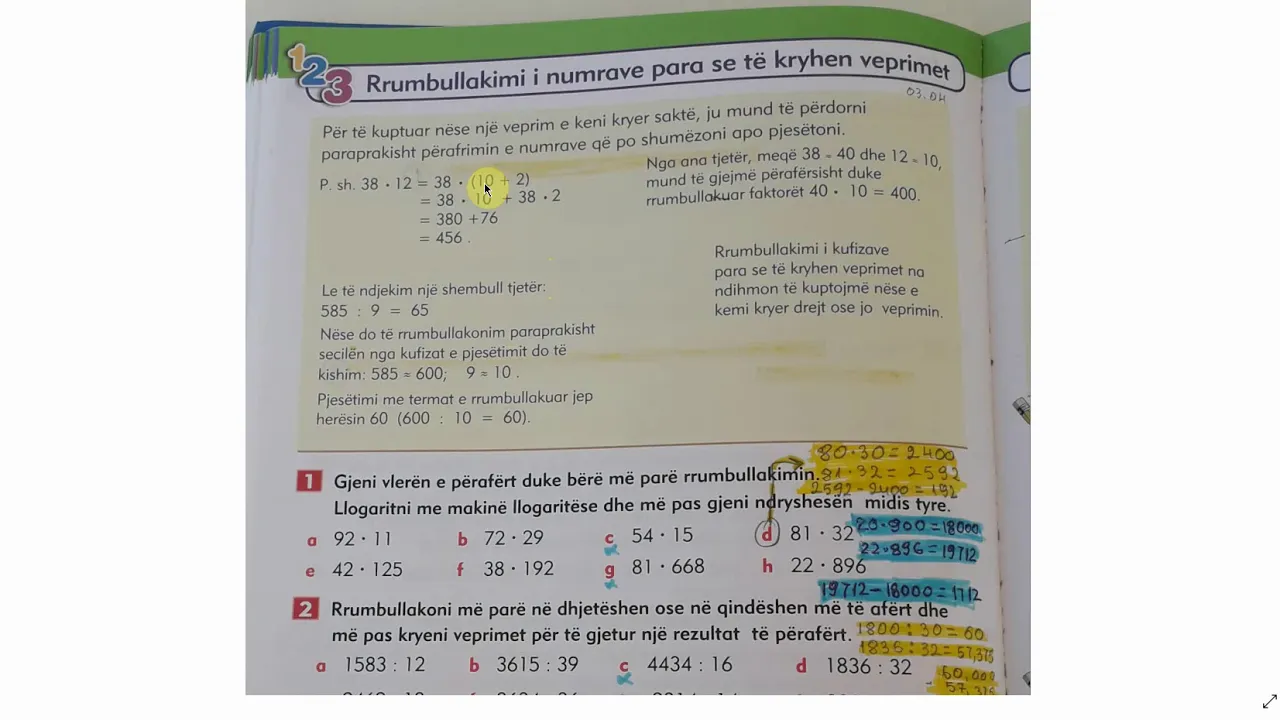 123
Rrumbullakimi i numrave para se të kryhen veprimet
03.04
Për të kuptuar nëse një veprim e keni kryer saktë, ju mund të përdorni
paraprakisht përafrimin e numrave që po shumëzoni apo pjesëtoni.
P. sh. 38 · 12 = 38 · (10 + 2)
= 38 · 10 + 38 · 2
= 380 +76
= 456 .
Nga ana tjetër, meqë 38 ≈ 40 dhe 12 ≈ 10,
mund të gjejmë përafërsisht duke
rrumbullakuar faktorët 40 · 10 = 400.
Rrumbullakimi i kufizave
para se të kryhen veprimet na
ndihmon të kuptojmë nëse e
kemi kryer drejt ose jo veprimin.
Le të ndjekim një shembull tjetër:
585 : 9 = 65
Nëse do të rrumbullakonim paraprakisht
secilën nga kufizat e pjesëtimit do të
kishim: 585 ≈ 600; 9 ≈ 10 .
Pjesëtimi me termat e rrumbullakuar jep
herësin 60 (600 : 10 = 60).
80·30=2400
81·32=2592
2592-2400=192
1 Gjeni vlerën e përafërt duke bërë më parë rrumbullakimin.
Llogaritni me makinë llogaritëse dhe më pas gjeni ndryshesën midis tyre.
a 92 · 11 b 72 · 29 c 54 · 15 d 81 · 32
20·900=18000
22·896=19712
e 42 · 125 f 38 · 192 g 81 · 668 h 22 · 896
19712-18000=1712
2 Rrumbullakoni më parë në dhjetëshen ose në qindëshen më të afërt dhe
më pas kryeni veprimet për të gjetur një rezultat të përafërt.
1800:30=60
1836:32=57,375
a 1583 : 12 b 3615 : 39 c 4434 : 16 d 1836 : 32
60,000